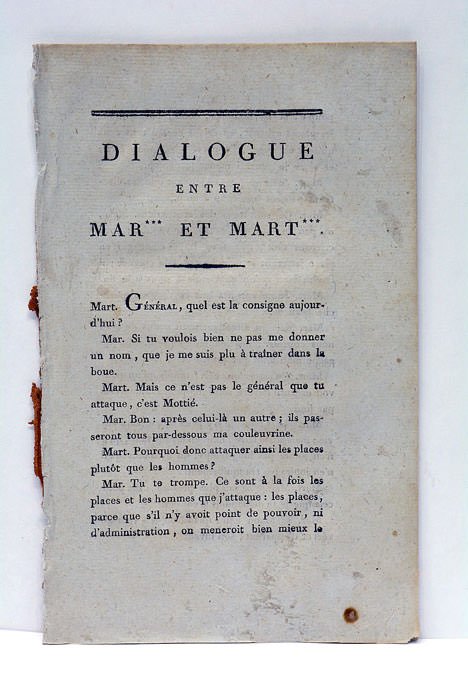 DIALOGUE
ENTRE
MAR*** ET MART***.
Mart. GÉNÉRAL, quel est la consigne aujour-
d'hui ?
Mar. Si tu voulois bien ne pas me donner
un nom, que je me suis plu à traîner dans la
boue.
Mart. Mais ce n'est pas le général que tu
attaque, c'est Mottié.
Mar. Bon : après celui-là un autre ; ils pas-
seront tous par-dessous ma couleuvrine.
Mart. Pourquoi donc attaquer ainsi les places
plutôt que les hommes ?
Mar. Tu te trompe. Ce sont à la fois les
places et les hommes que j'attaque : les places,
parce que s'il n'y avoit point de pouvoir, ni
d'administration, on meneroit bien mieux le